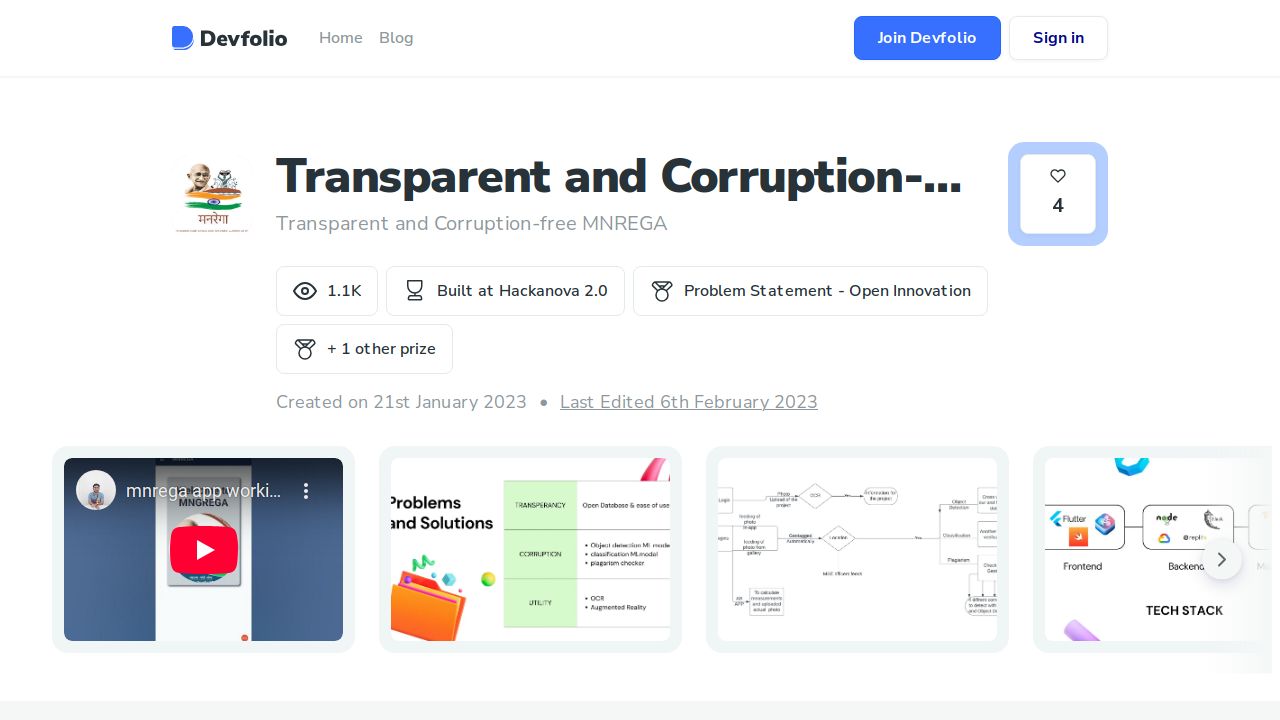 Devfolio
Home
Blog
Join Devfolio
Sign in
मनरेगा
Transparent and Corruption-...
Transparent and Corruption-free MNREGA
4
1.1K
Built at Hackanova 2.0
Problem Statement - Open Innovation
+ 1 other prize
Created on 21st January 2023 • Last Edited 6th February 2023
mnrega app worki...
MNGREGA
Problems
and Solutions
TRANSPERANCY
Open Database & ease of use
CORRUPTION
• Object detection ML mode
• classification MLmodel
• plagarism checker
UTILITY
• OCR
• Augmented Reality
Login
Photo
Upload of the
project
OCR
Yes
Information for
the project
Geotagged
Automatically
Location
Yes
Object
Detection
Classification
Plagiarism
Flutter
node
Frontend
Backend
TECH STACK